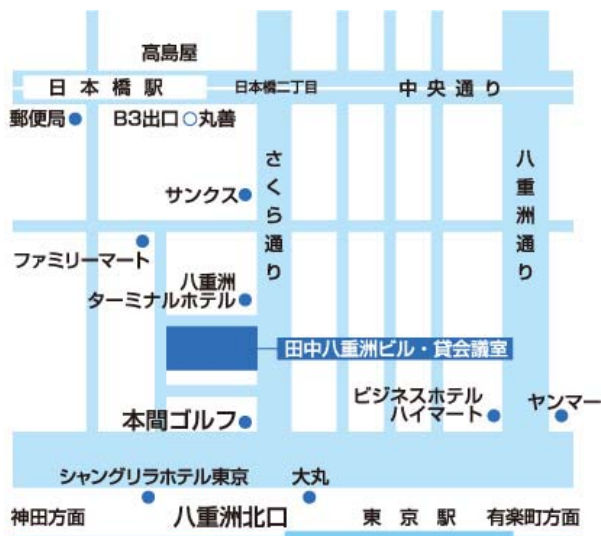 高島屋
日本橋駅
日本橋二丁目
中央通り
郵便局
B3出口
丸善
さくら通り
八重洲通り
サンクス
ファミリーマート
八重洲
ターミナルホテル
田中八重洲ビル・貸会議室
ビジネスホテル
ハイマート
ヤンマー
本間ゴルフ
シャングリラホテル東京
大丸
神田方面
八重洲北口
東京駅
有楽町方面